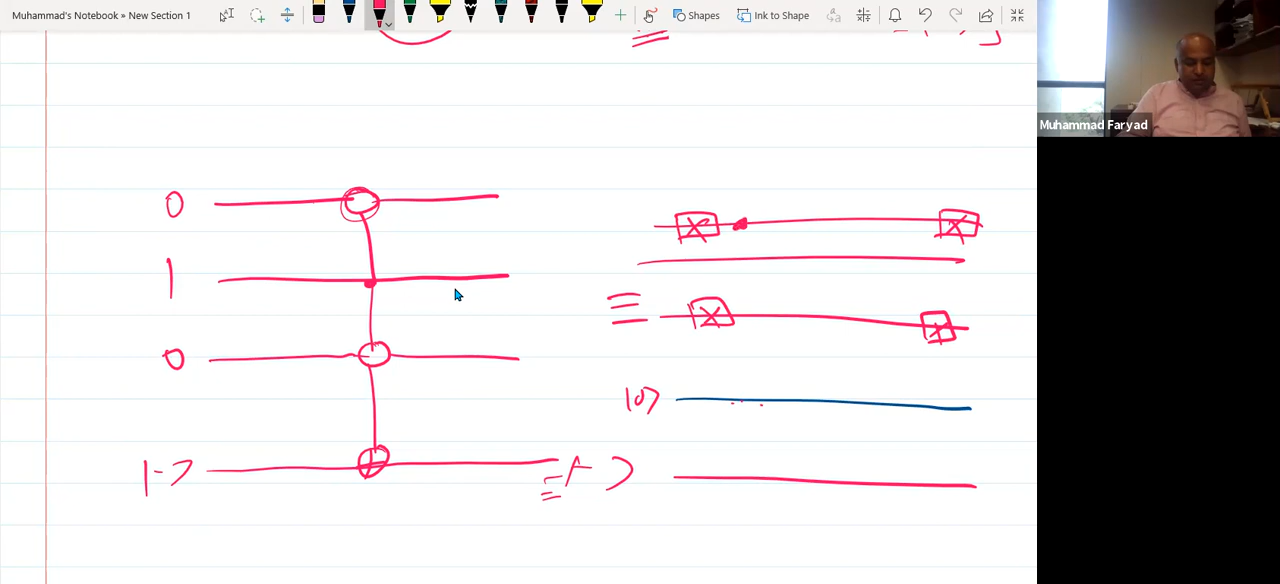 Muhammad's Notebook » New Section 1
Shapes
Ink to Shape
Muhammad Faryad
0
1
0
|->
X X
≡ X X
|0>